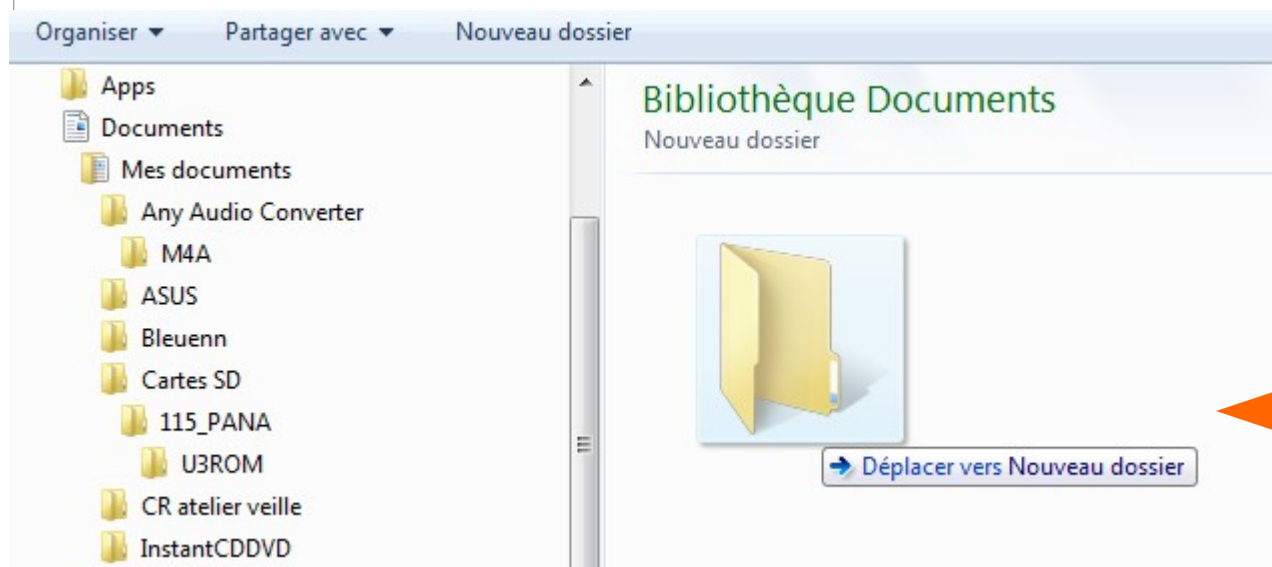 Organiser Partager avec Nouveau dossier
Apps
Documents
Mes documents
Any Audio Converter
M4A
ASUS
Bleuenn
Cartes SD
115_PANA
U3ROM
CR atelier veille
InstantCDDVD
Bibliothèque Documents
Nouveau dossier
Déplacer vers Nouveau dossier